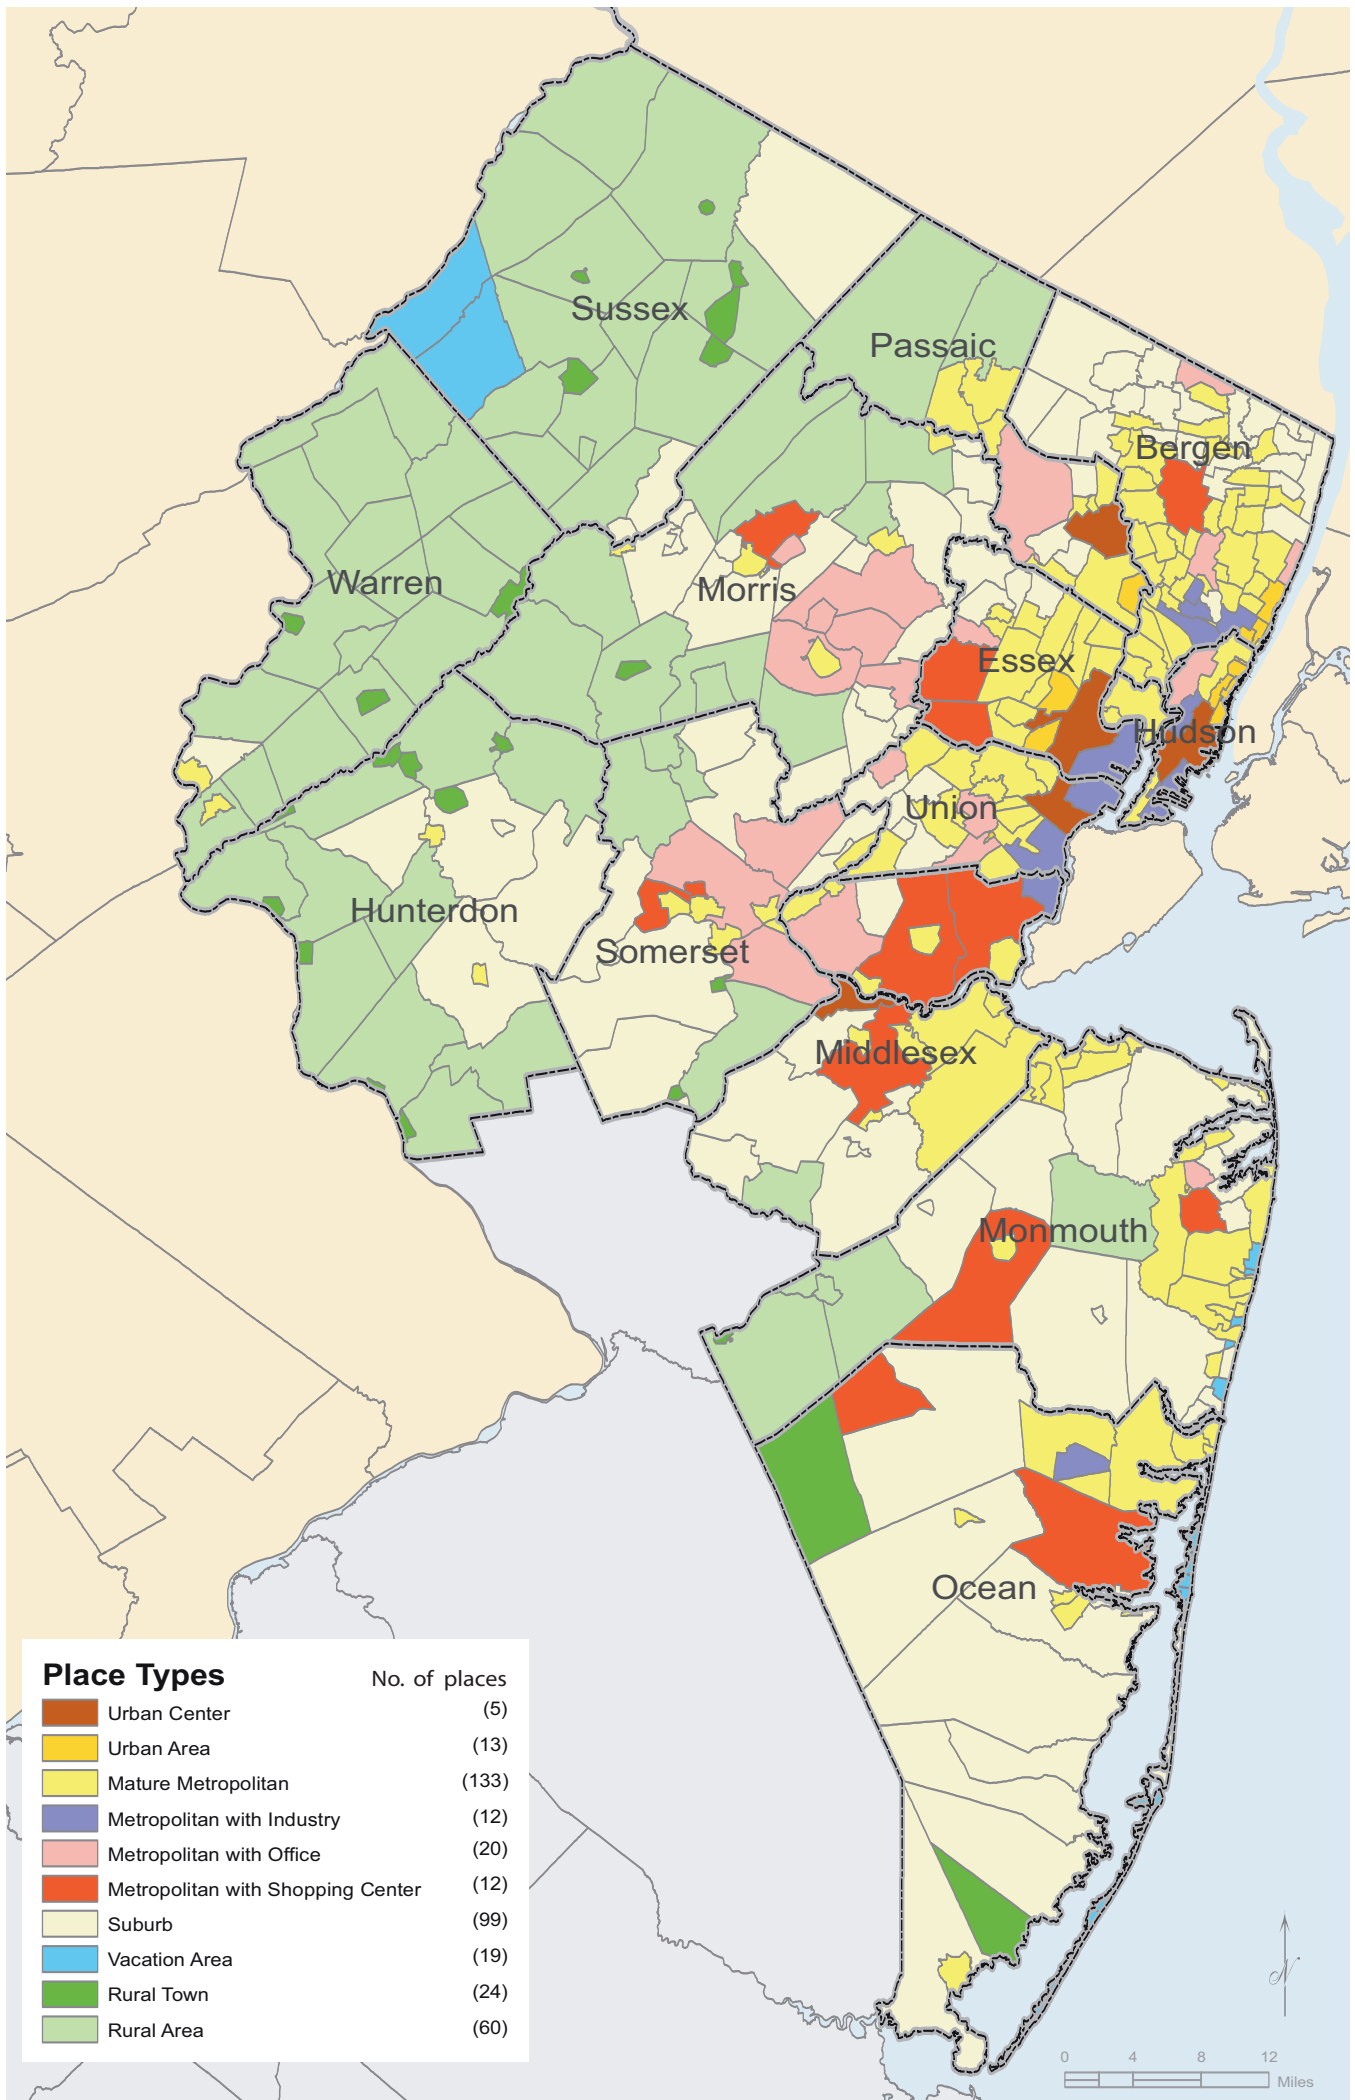 Sussex
Passaic
Bergen
Warren
Morris
Essex
Hudson
Union
Hunterdon
Somerset
Middlesex
Monmouth
Ocean
Place Types No. of places
Urban Center (5)
Urban Area (13)
Mature Metropolitan (133)
Metropolitan with Industry (12)
Metropolitan with Office (20)
Metropolitan with Shopping Center (12)
Suburb (99)
Vacation Area (19)
Rural Town (24)
Rural Area (60)
N
0 4 8 12
Miles